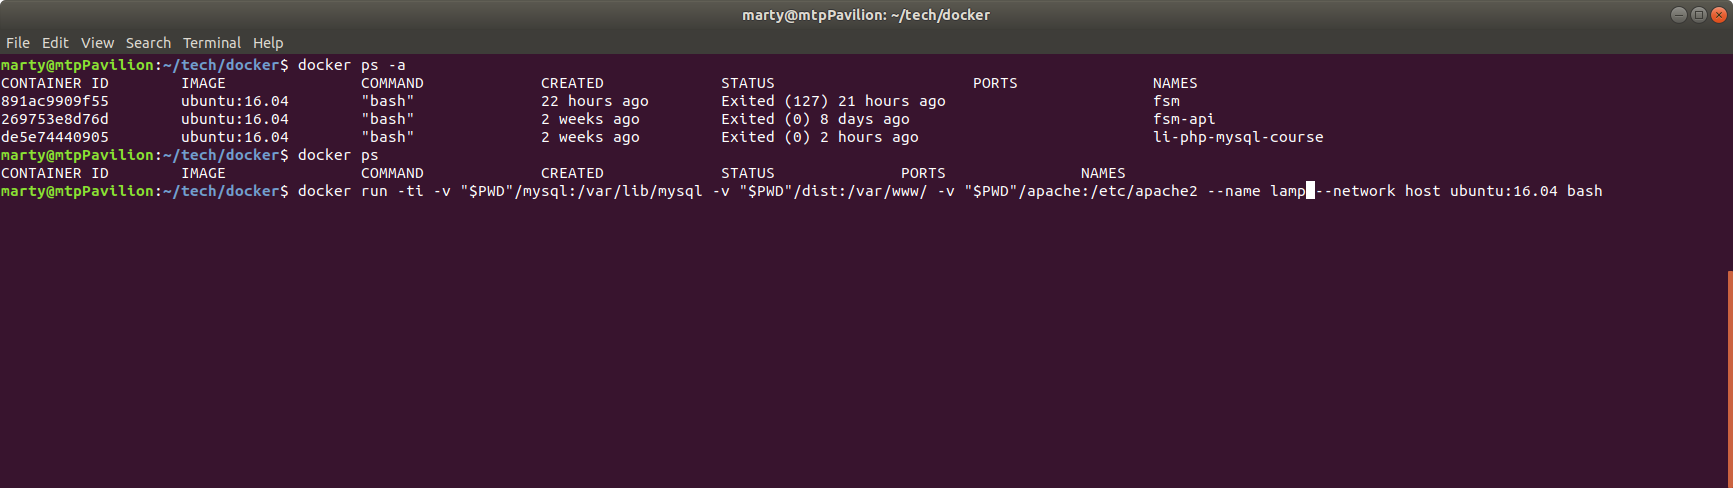 marty@mtpPavilion: ~/tech/docker
File Edit View Search Terminal Help
marty@mtpPavilion:~/tech/docker$ docker ps -a
CONTAINER ID        IMAGE               COMMAND             CREATED             STATUS                      PORTS               NAMES
891ac9909f55        ubuntu:16.04        "bash"              22 hours ago        Exited (127) 21 hours ago                       fsm
269753e8d76d        ubuntu:16.04        "bash"              2 weeks ago         Exited (0) 8 days ago                           fsm-api
de5e74440905        ubuntu:16.04        "bash"              2 weeks ago         Exited (0) 2 hours ago                          li-php-mysql-course
marty@mtpPavilion:~/tech/docker$ docker ps
CONTAINER ID        IMAGE               COMMAND             CREATED             STATUS              PORTS               NAMES
marty@mtpPavilion:~/tech/docker$ docker run -ti -v "$PWD"/mysql:/var/lib/mysql -v "$PWD"/dist:/var/www/ -v "$PWD"/apache:/etc/apache2 --name lamp --network host ubuntu:16.04 bash